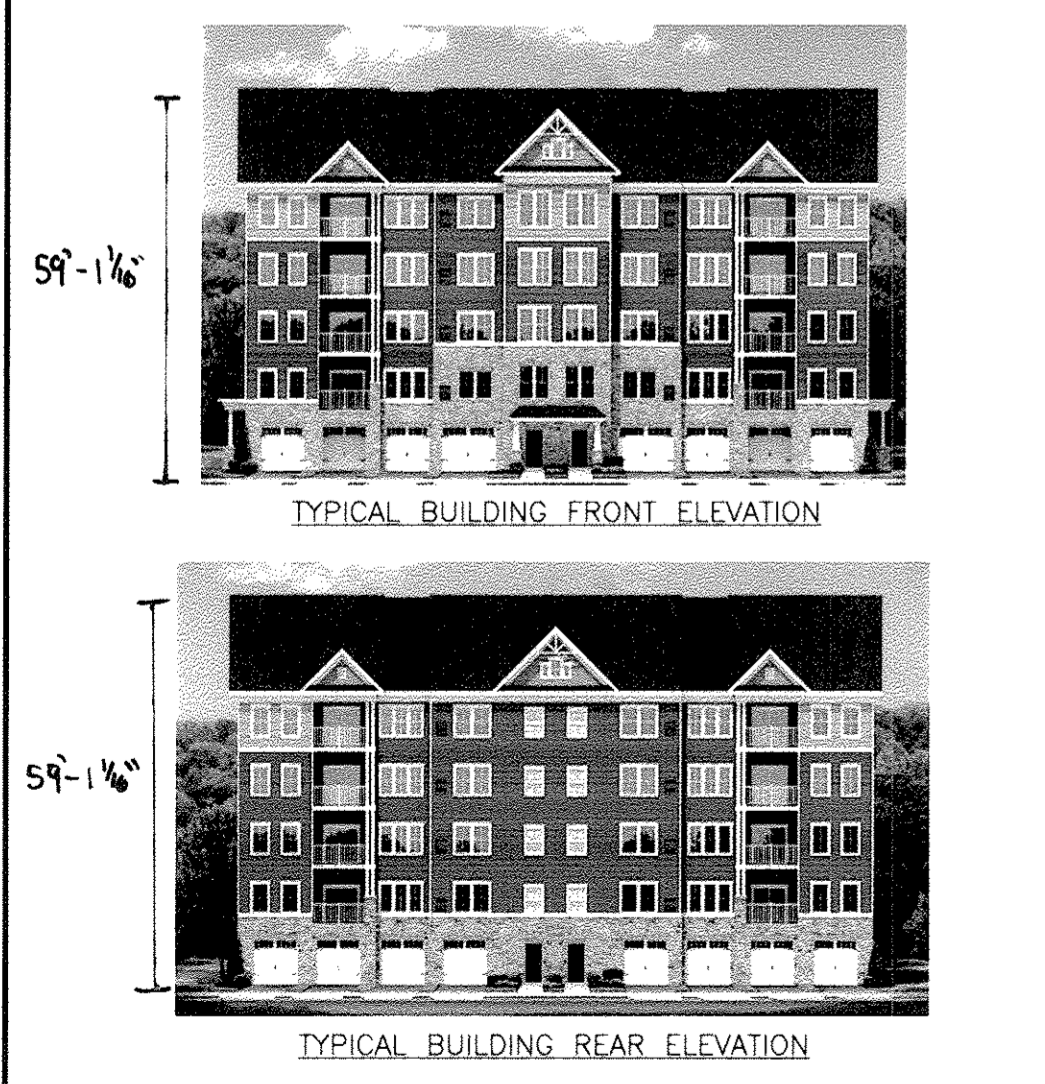 59'-1 1/16"
TYPICAL BUILDING FRONT ELEVATION
59'-1 1/16"
TYPICAL BUILDING REAR ELEVATION